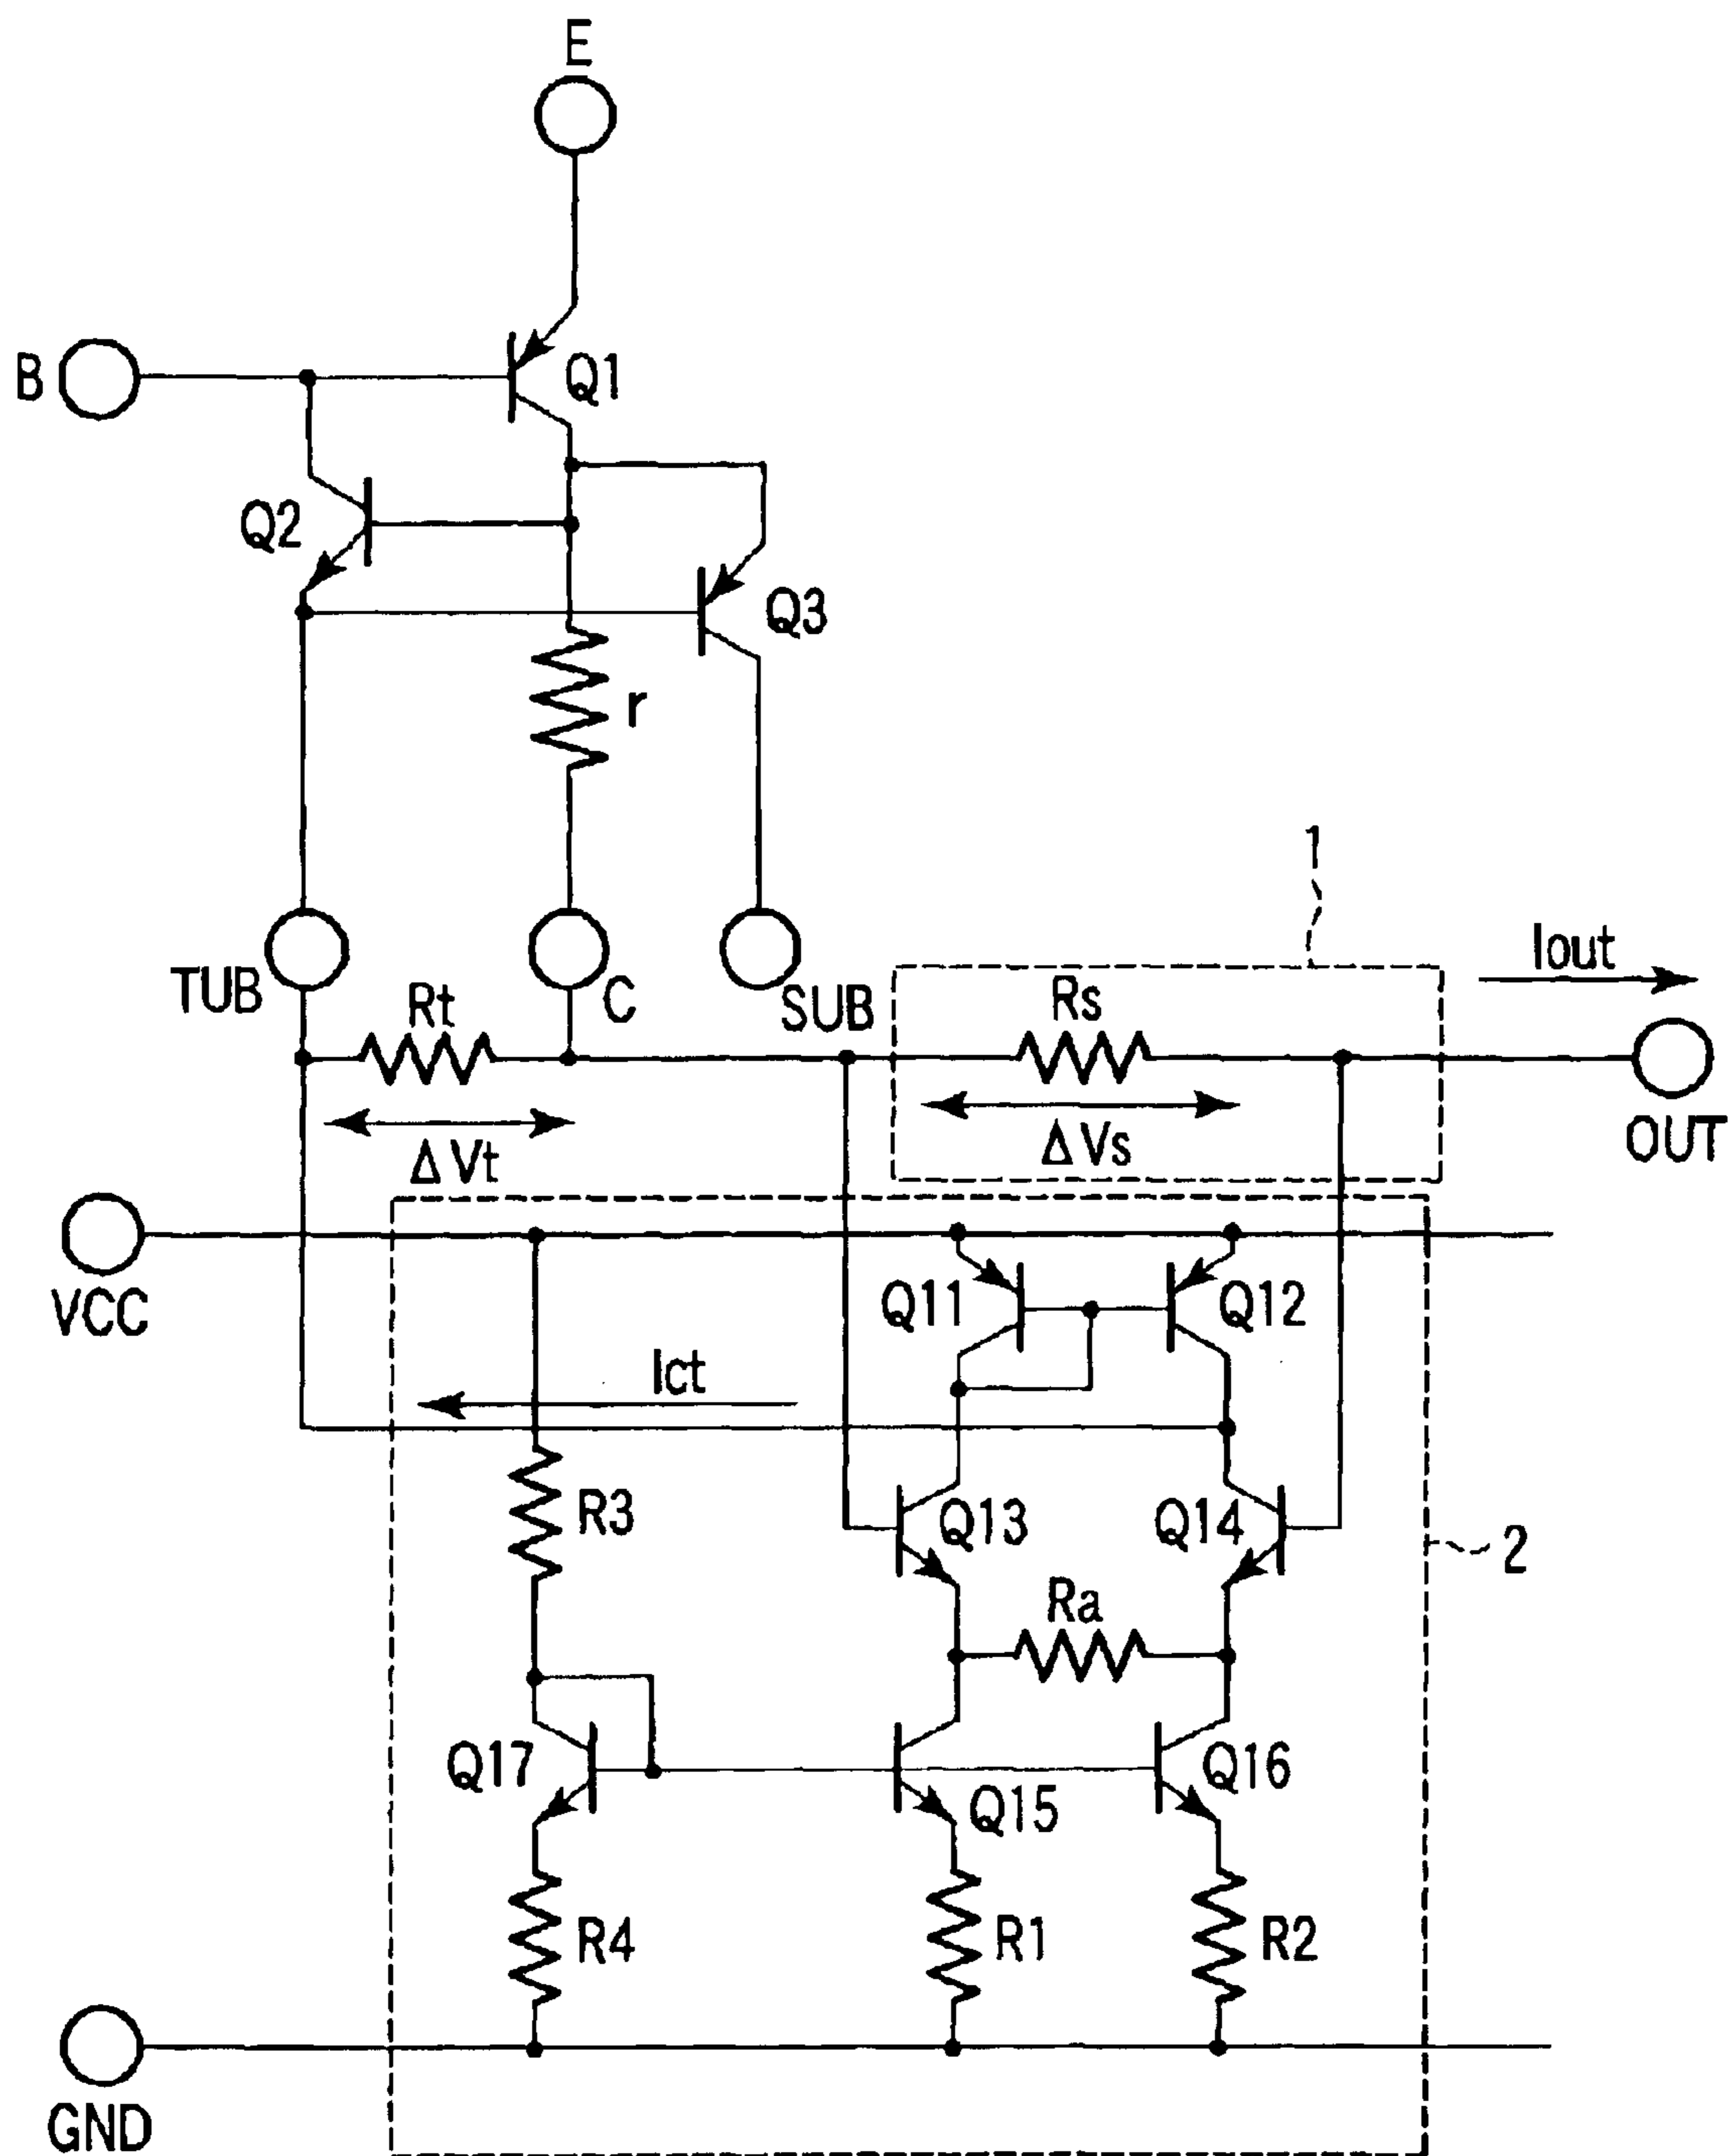 E
B
Q1
Q2
Q3
r
TUB
C
SUB
1
Iout
Rt
Rs
ΔVt
ΔVs
OUT
VCC
Q11
Q12
Ict
R3
Q13
Q14
2
Ra
Q17
Q15
Q16
R4
R1
R2
GND